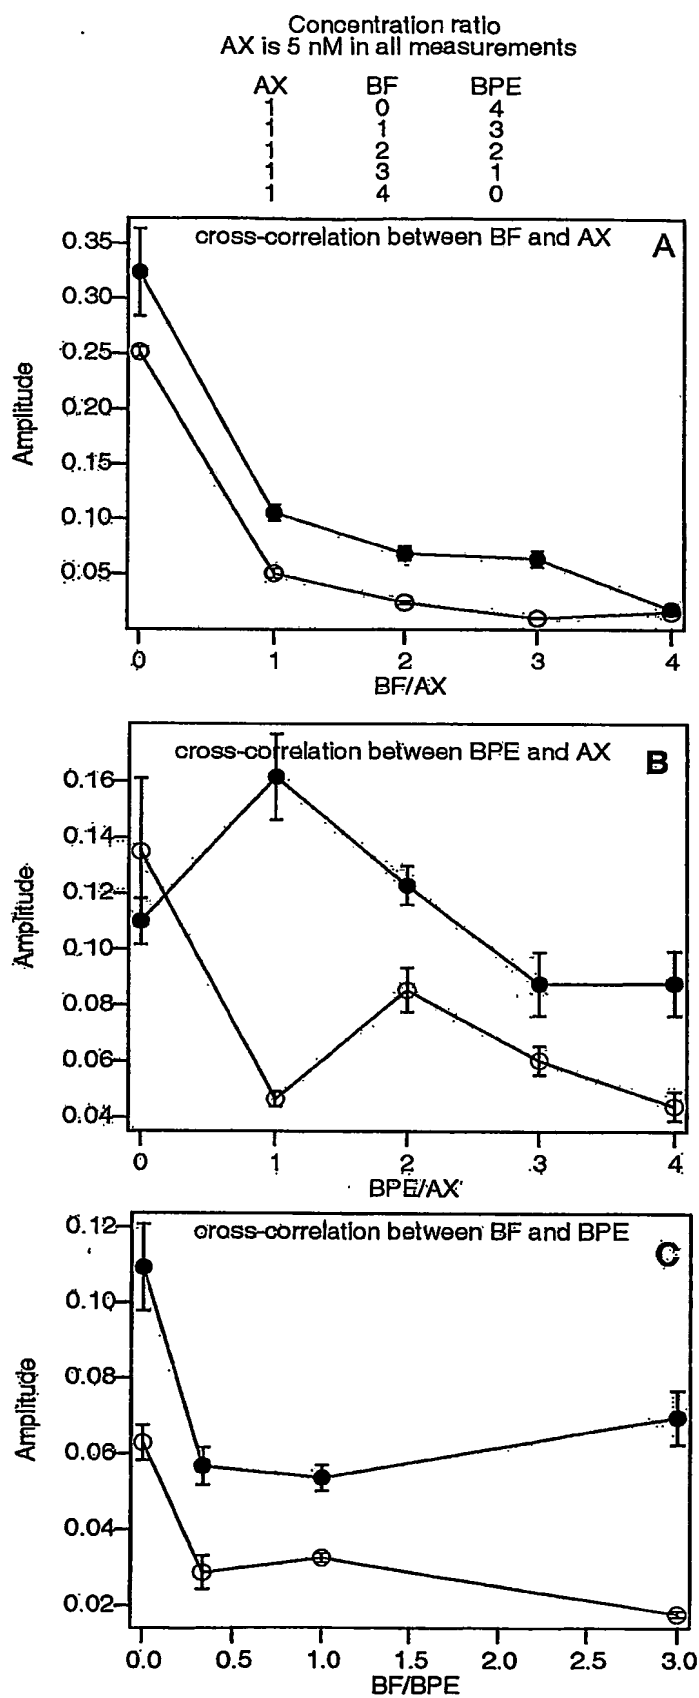 Concentration ratio
AX is 5 nM in all measurements
AX BF BPE
1 0 4
1 1 3
1 2 2
1 3 1
1 4 0
cross-correlation between BF and AX
A
0.35
0.30
0.25
0.20
0.15
0.10
0.05
Amplitude
0 1 2 3 4
BF/AX
cross-correlation between BPE and AX
B
0.16
0.14
0.12
0.10
0.08
0.06
0.04
Amplitude
0 1 2 3 4
BPE/AX
cross-correlation between BF and BPE
C
0.12
0.10
0.08
0.06
0.04
0.02
Amplitude
0.0 0.5 1.0 1.5 2.0 2.5 3.0
BF/BPE